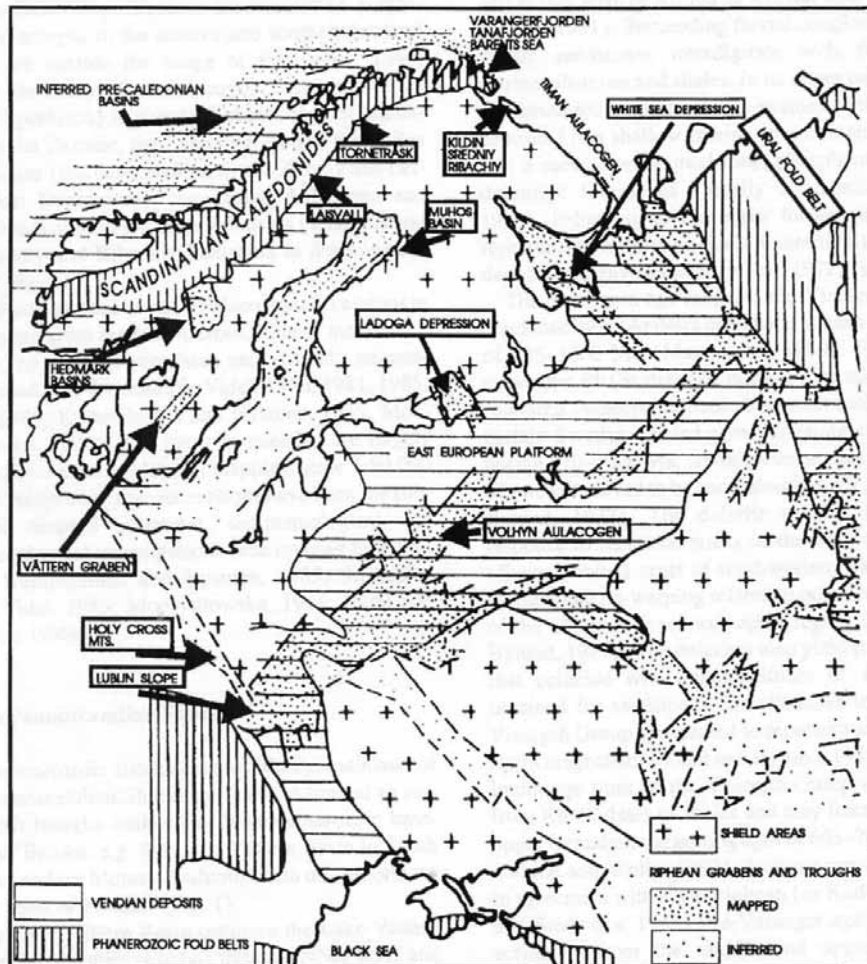 VARANGERFJORDEN
TANAFJORDEN
BARENTS SEA
INFERRED PRE-CALEDONIAN
BASINS
TIMAN AULACOGEN
WHITE SEA DEPRESSION
URAL FOLD BELT
TORNETRÄSK
KILDIN
SREDNIY
RIBACHIY
SCANDINAVIAN CALEDONIDES
LAISVALL
MUHOS
BASIN
LADOGA DEPRESSION
HEDMARK
BASINS
EAST EUROPEAN PLATFORM
VOLHYN AULACOGEN
VÄTTERN GRABEN
HOLY CROSS
MTS.
LUBLIN SLOPE
SHIELD AREAS
RIPHEAN GRABENS AND TROUGHS
MAPPED
INFERRED
VENDIAN DEPOSITS
PHANEROZOIC FOLD BELTS
BLACK SEA